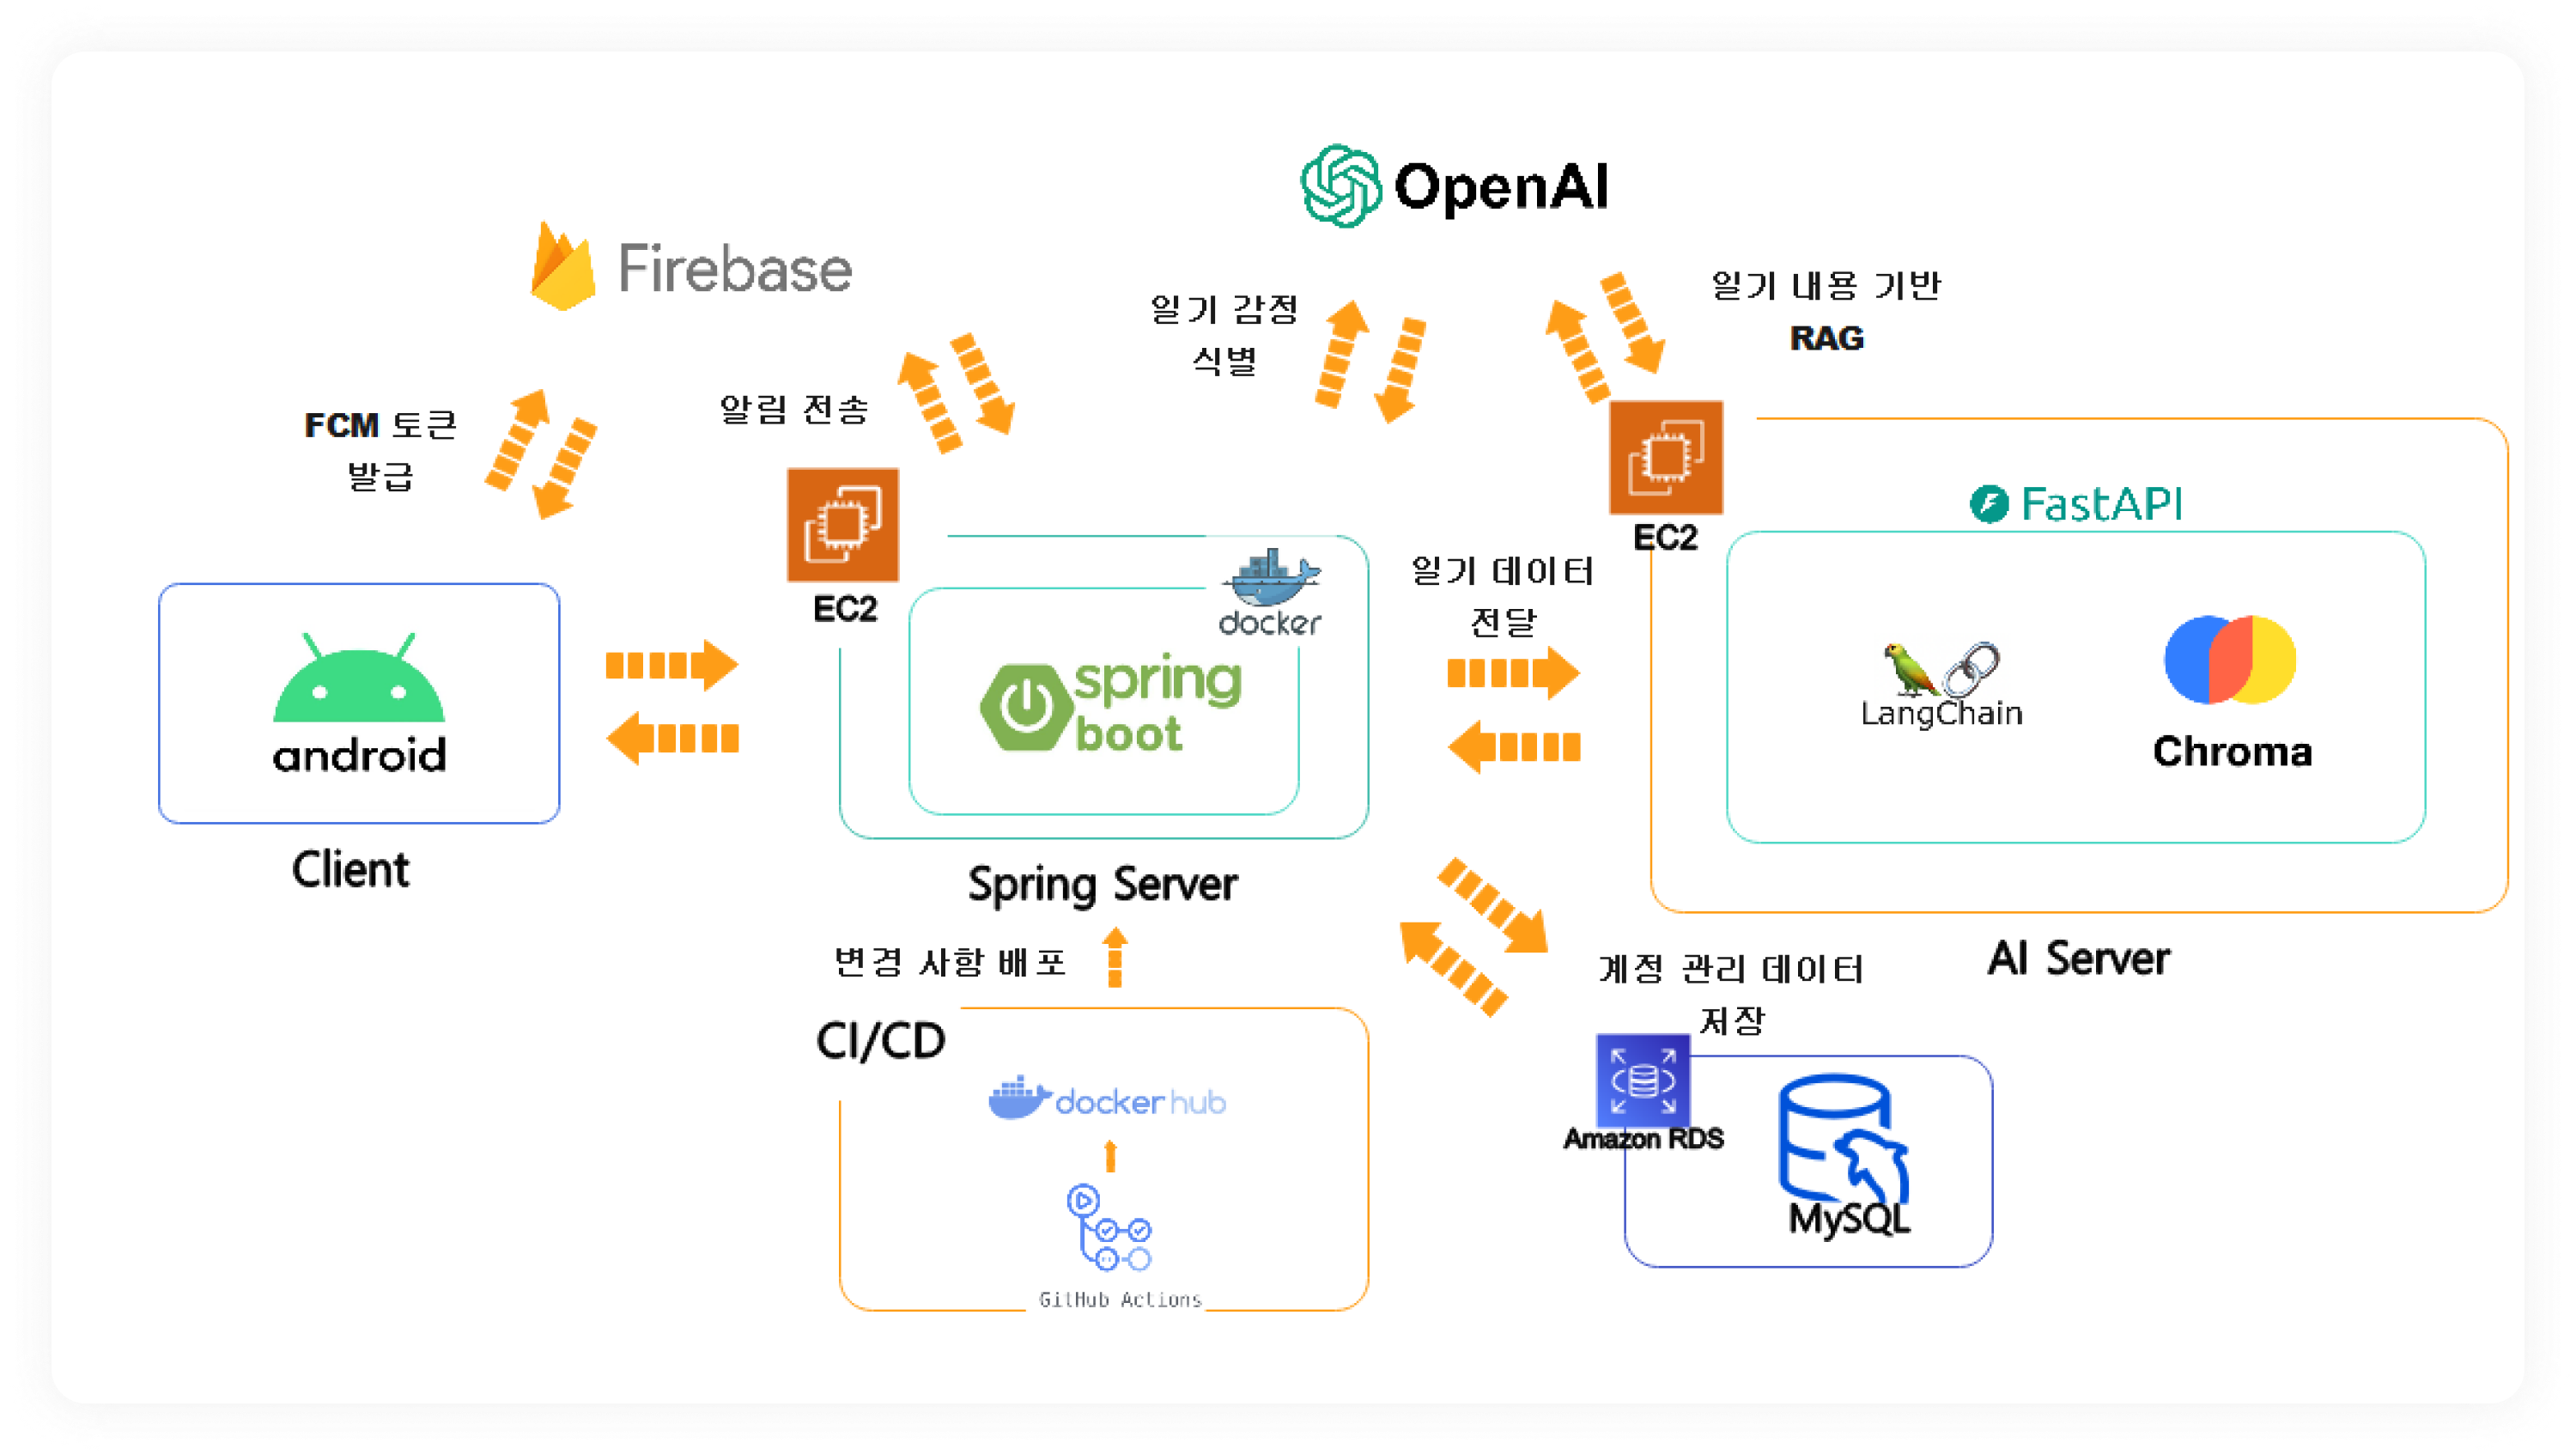 OpenAI
Firebase
일기 내용 기반
RAG
일기 감정
식별
알림 전송
FCM 토큰
발급
EC2
FastAPI
EC2
docker
일기 데이터
전달
spring
boot
android
LangChain
Chroma
Client
Spring Server
AI Server
변경 사항 배포
계정 관리 데이터
저장
CI/CD
docker hub
Amazon RDS
MySQL
GitHub Actions